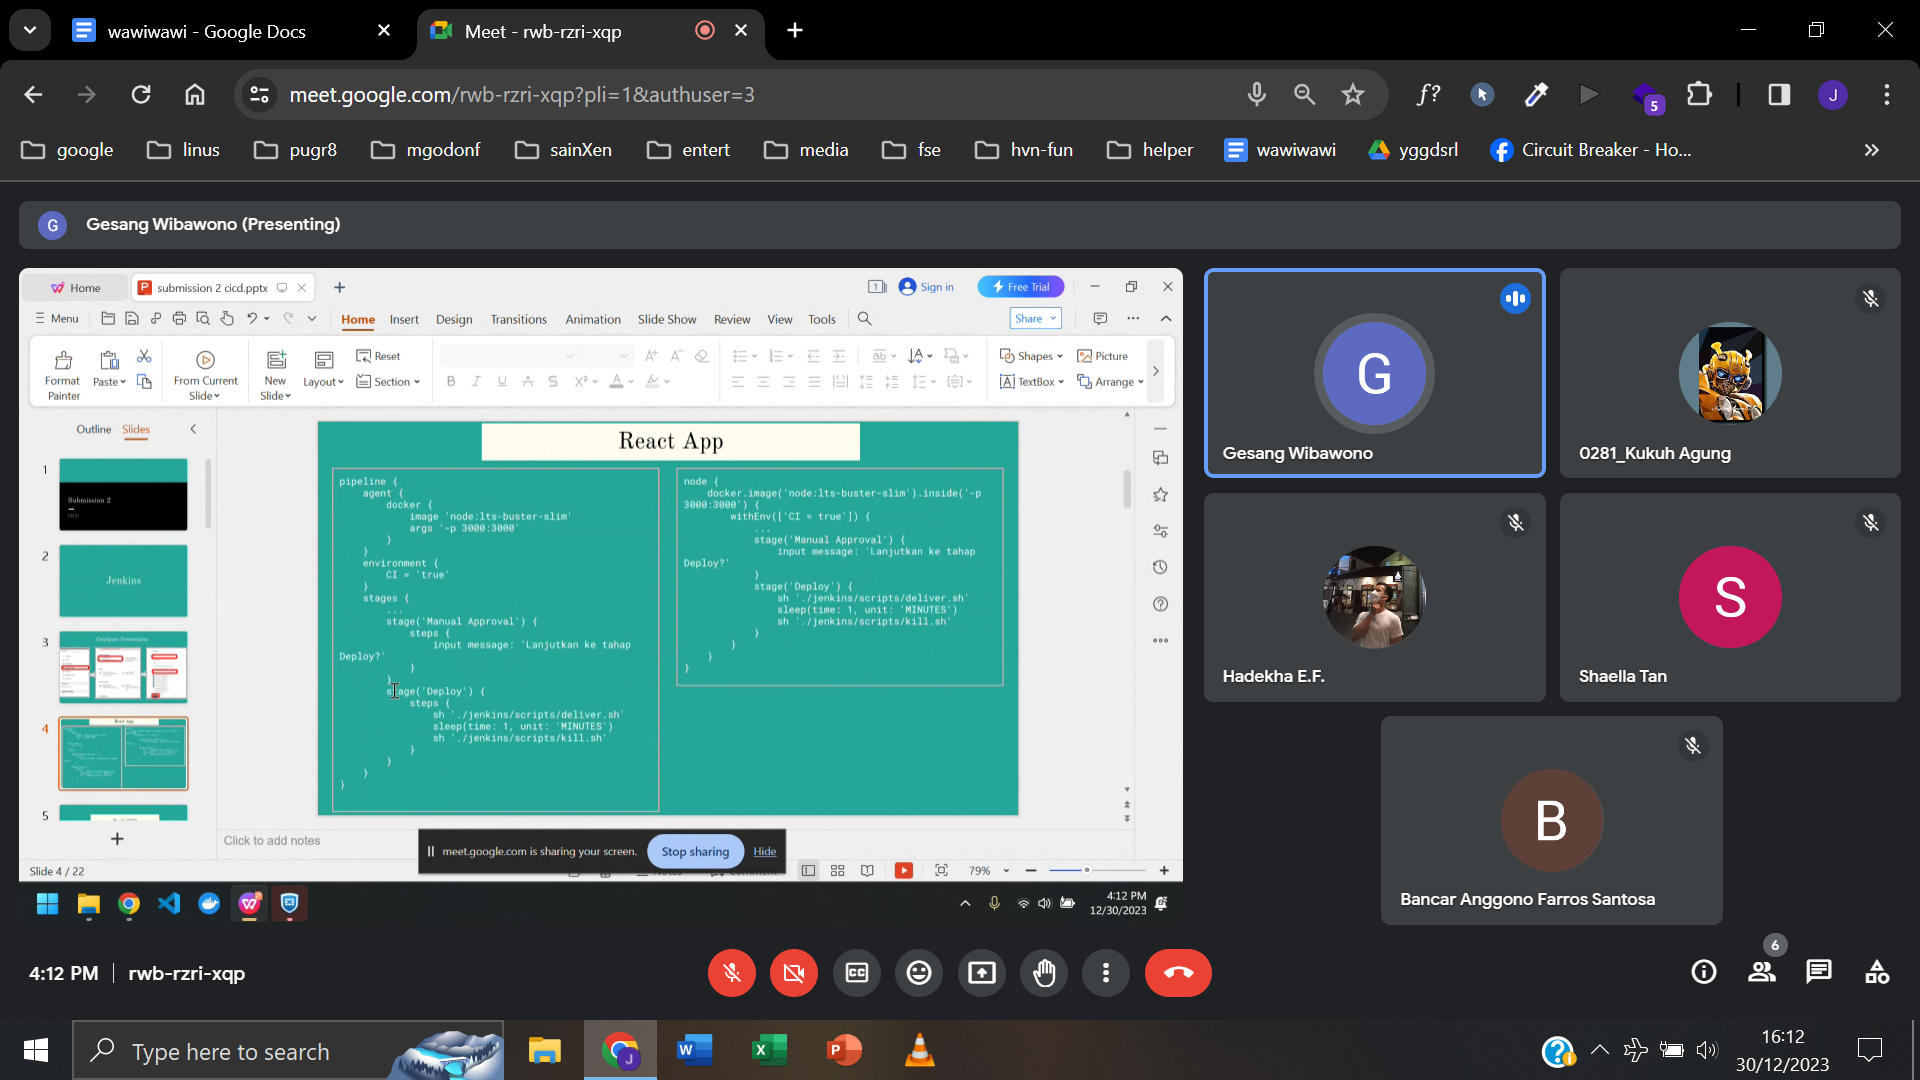 wawiwawi - Google Docs
Meet - rwb-rzri-xqp
meet.google.com/rwb-rzri-xqp?pli=1&authuser=3
f?
5
J
google
linus
pugr8
mgodonf
sainXen
entert
media
fse
hvn-fun
helper
wawiwawi
yggdsrl
Circuit Breaker - Ho...
G
Gesang Wibawono (Presenting)
Home
submission 2 cicd.pptx
1
Sign in
Free Trial
Menu
Home
Insert
Design
Transitions
Animation
Slide Show
Review
View
Tools
Share
Format Painter
Paste
From Current Slide
New Slide
Layout
Reset
Section
Shapes
Picture
TextBox
Arrange
Outline
Slides
1
Submission 2
2
Jenkins
3
Configure Prometheus
4
React App
5
React App
pipeline {
agent {
docker {
image 'node:lts-buster-slim'
args '-p 3000:3000'
}
}
environment {
CI = 'true'
}
stages {
...
stage('Manual Approval') {
steps {
input message: 'Lanjutkan ke tahap
Deploy?'
}
}
stage('Deploy') {
steps {
sh './jenkins/scripts/deliver.sh'
sleep(time: 1, unit: 'MINUTES')
sh './jenkins/scripts/kill.sh'
}
}
}
}
node {
docker.image('node:lts-buster-slim').inside('-p
3000:3000') {
withEnv(['CI = true']) {
...
stage('Manual Approval') {
input message: 'Lanjutkan ke tahap
Deploy?'
}
stage('Deploy') {
sh './jenkins/scripts/deliver.sh'
sleep(time: 1, unit: 'MINUTES')
sh './jenkins/scripts/kill.sh'
}
}
}
}
Click to add notes
meet.google.com is sharing your screen.
Stop sharing
Hide
Slide 4 / 22
79%
4:12 PM
12/30/2023
G
Gesang Wibawono
0281_Kukuh Agung
Hadekha E.F.
S
Shaella Tan
B
Bancar Anggono Farros Santosa
4:12 PM
rwb-rzri-xqp
6
Type here to search
16:12
30/12/2023